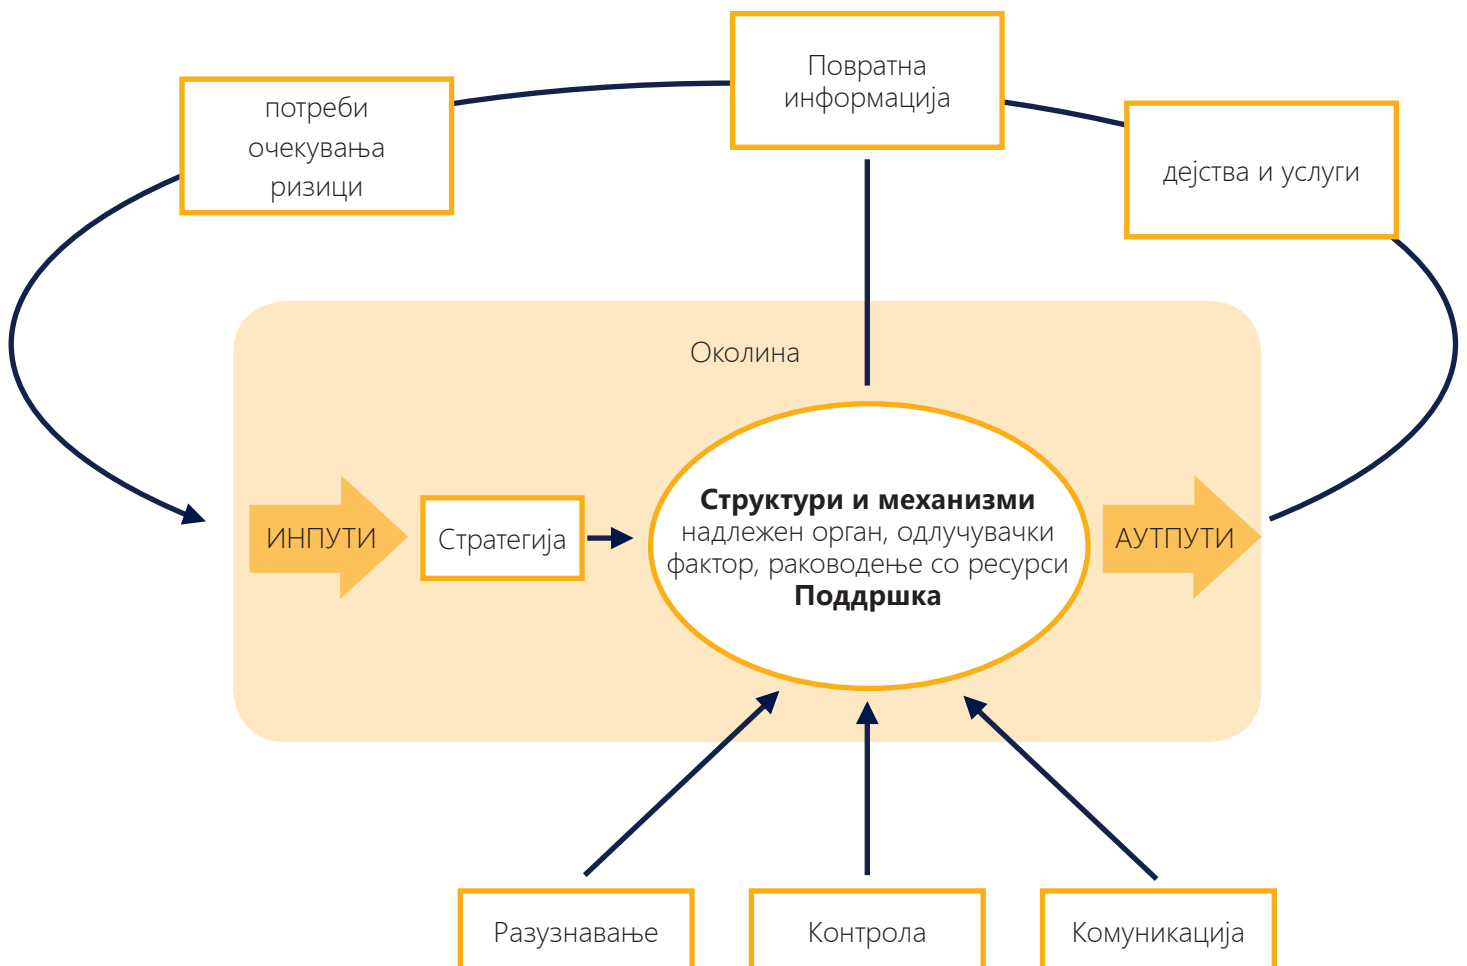 Повратна
информација
потреби
очекувања
ризици
дејства и услуги
Околина
ИНПУТИ
Стратегија
Структури и механизми
надлежен орган, одлучувачки
фактор, раководење со ресурси
Поддршка
АУТПУТИ
Разузнавање
Контрола
Комуникација